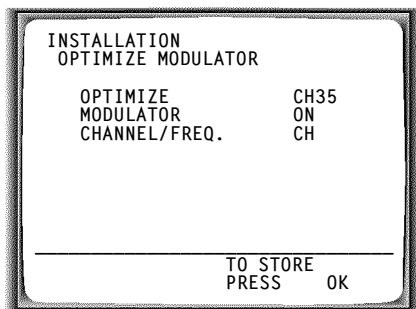 INSTALLATION
OPTIMIZE MODULATOR
OPTIMIZE CH35
MODULATOR ON
CHANNEL/FREQ. CH
TO STORE
PRESS OK